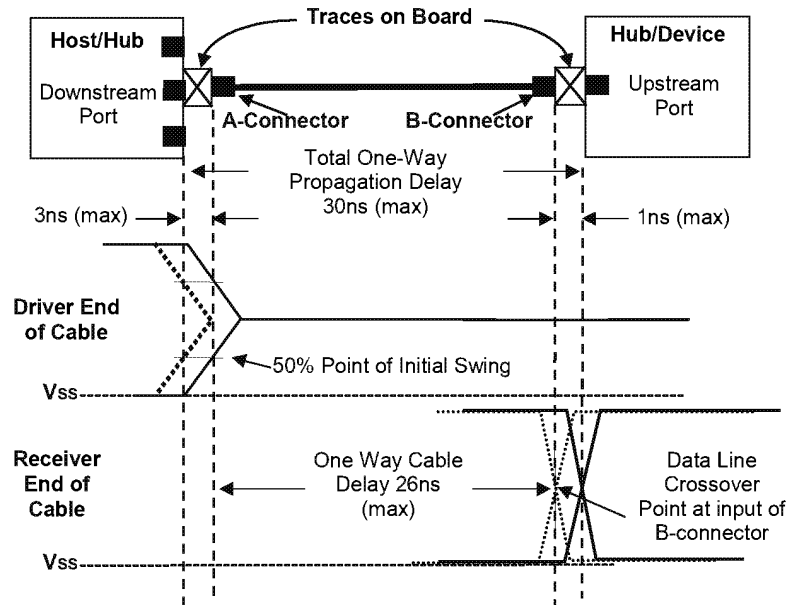 Traces on Board
Host/Hub
Hub/Device
Downstream
Port
Upstream
Port
A-Connector
B-Connector
Total One-Way
Propagation Delay
30ns (max)
3ns (max)
1ns (max)
Driver End
of Cable
50% Point of Initial Swing
Vss
Receiver
End of
Cable
One Way Cable
Delay 26ns
(max)
Data Line
Crossover
Point at input of
B-connector
Vss